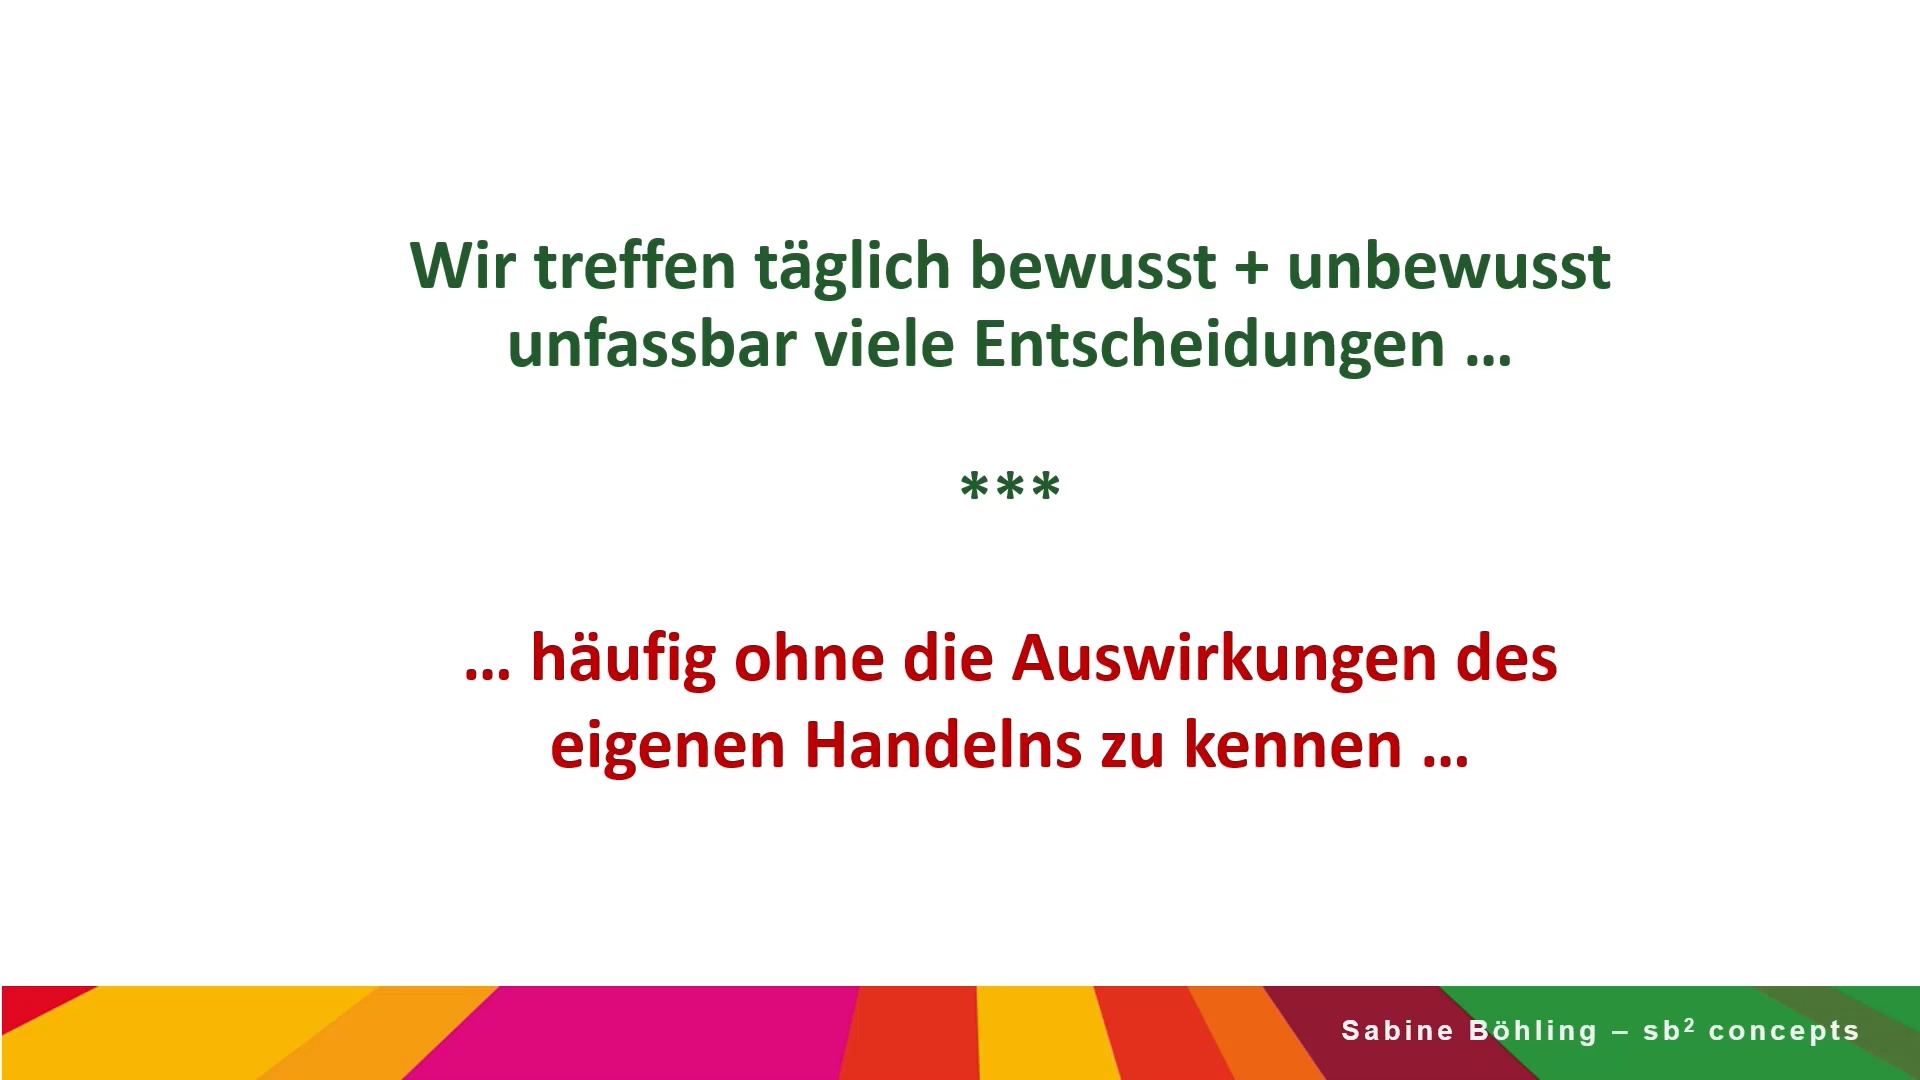 Wir treffen täglich bewusst + unbewusst
unfassbar viele Entscheidungen …
***
… häufig ohne die Auswirkungen des
eigenen Handelns zu kennen …
Sabine Böhling – sb² concepts